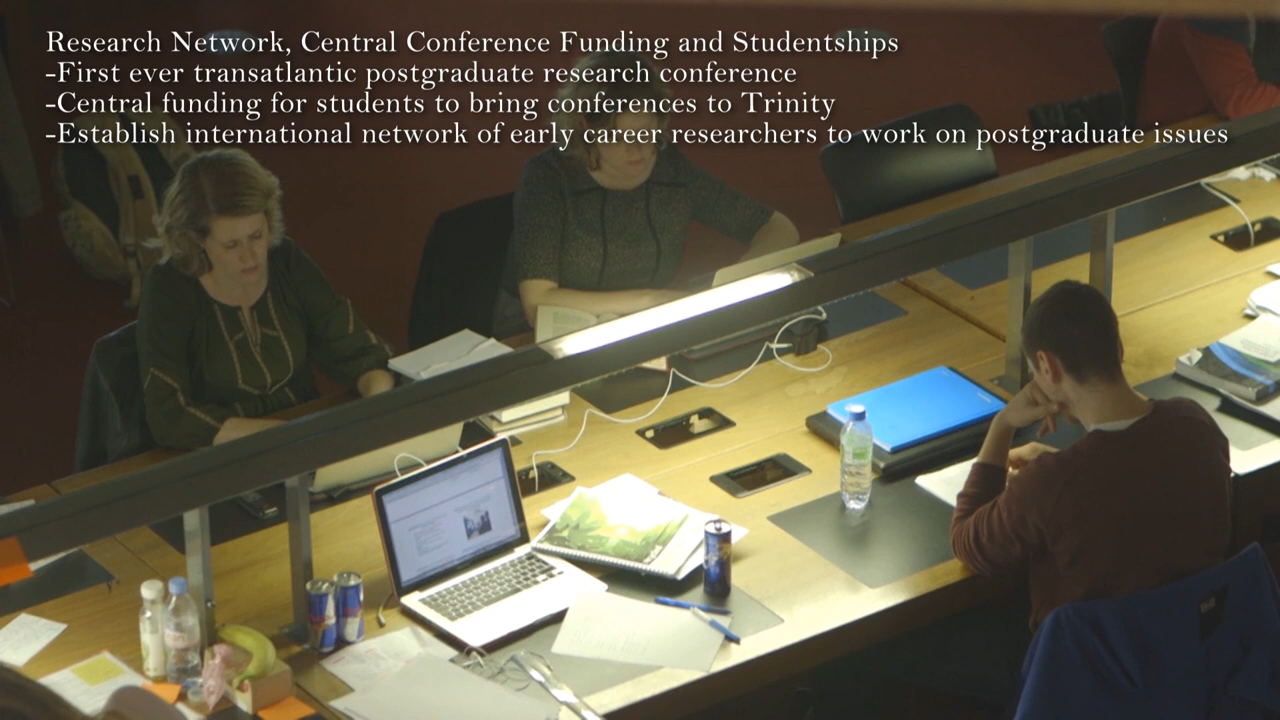 Research Network, Central Conference Funding and Studentships
-First ever transatlantic postgraduate research conference
-Central funding for students to bring conferences to Trinity
-Establish international network of early career researchers to work on postgraduate issues